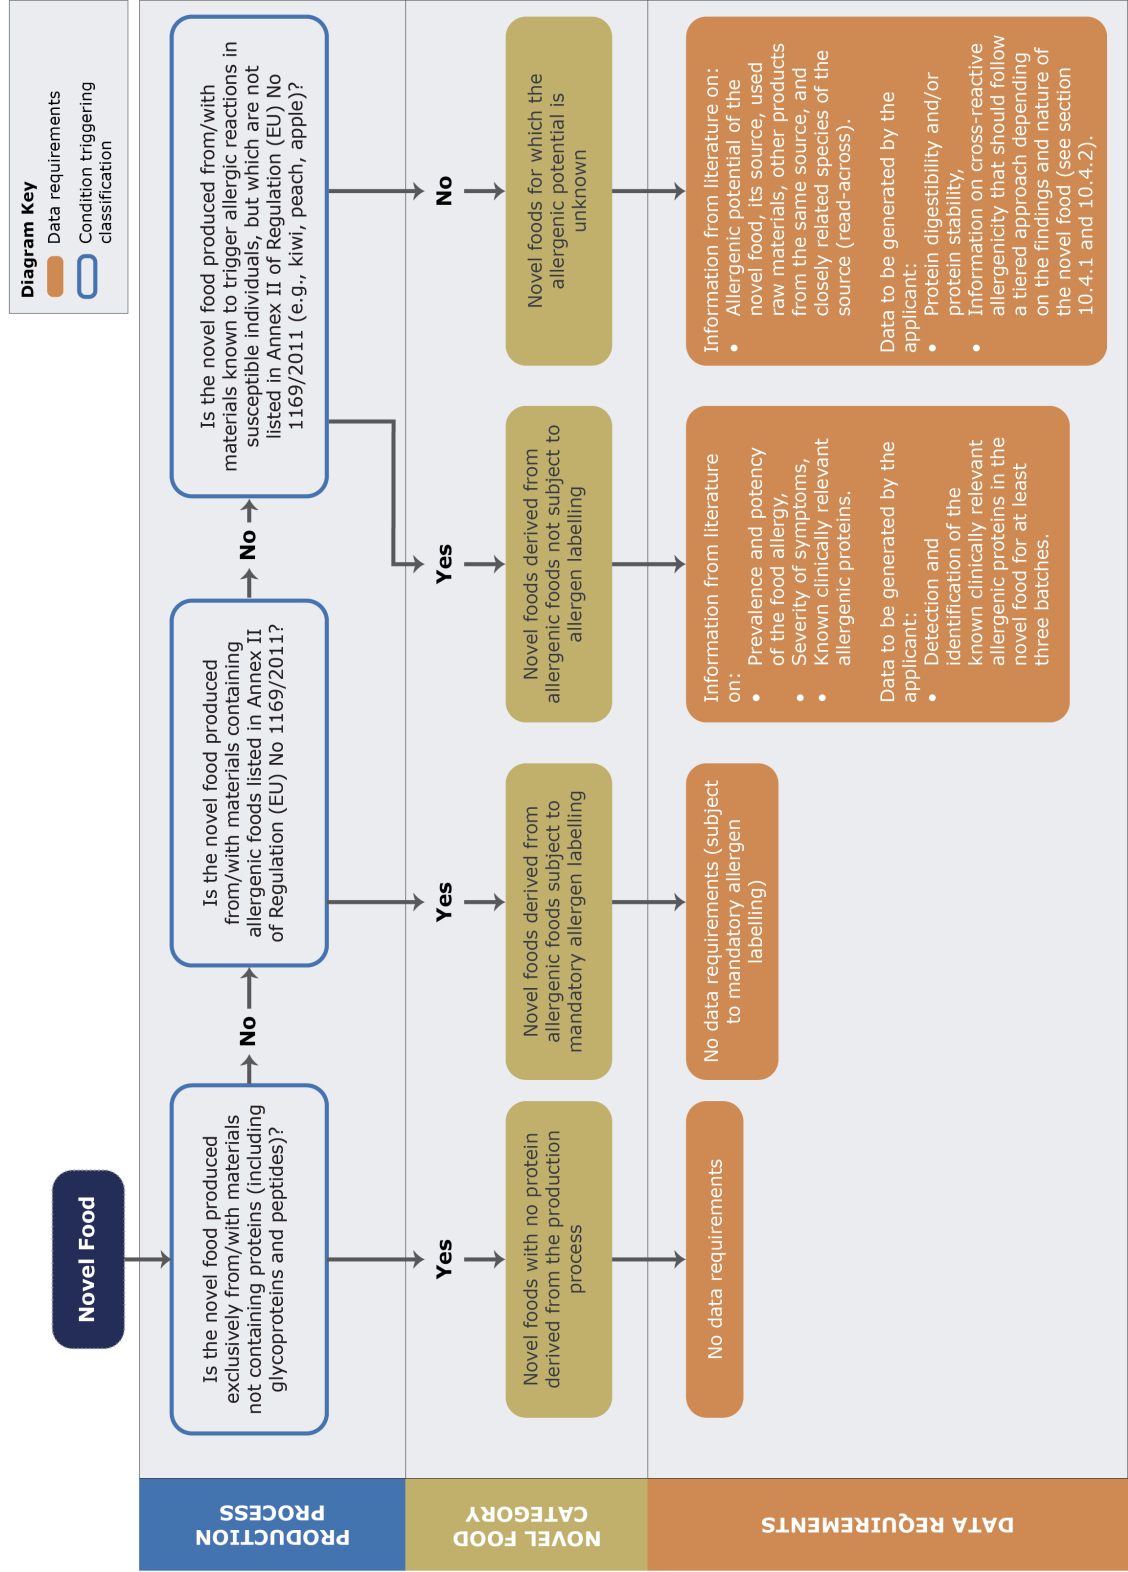 Diagram Key
Data requirements
Condition triggering
classification
Novel Food
PRODUCTION
PROCESS
Is the novel food produced
exclusively from/with materials
not containing proteins (including
glycoproteins and peptides)?
No
Is the novel food produced
from/with materials containing
allergenic foods listed in Annex II
of Regulation (EU) No 1169/2011?
No
Is the novel food produced from/with
materials known to trigger allergic reactions in
susceptible individuals, but which are not
listed in Annex II of Regulation (EU) No
1169/2011 (e.g., kiwi, peach, apple)?
Yes
Yes
Yes
No
NOVEL FOOD
CATEGORY
Novel foods with no protein
derived from the production
process
Novel foods derived from
allergenic foods subject to
mandatory allergen labelling
Novel foods derived from
allergenic foods not subject to
allergen labelling
Novel foods for which the
allergenic potential is
unknown
DATA REQUIREMENTS
No data requirements
No data requirements (subject
to mandatory allergen
labelling)
Information from literature
on:
• Prevalence and potency
of the food allergy,
• Severity of symptoms,
• Known clinically relevant
allergenic proteins.
Data to be generated by the
applicant:
• Detection and
identification of the
known clinically relevant
allergenic proteins in the
novel food for at least
three batches.
Information from literature on:
• Allergenic potential of the
novel food, its source, used
raw materials, other products
from the same source, and
closely related species of the
source (read-across).
Data to be generated by the
applicant:
• Protein digestibility and/or
protein stability,
• Information on cross-reactive
allergenicity that should follow
a tiered approach depending
on the findings and nature of
the novel food (see section
10.4.1 and 10.4.2).